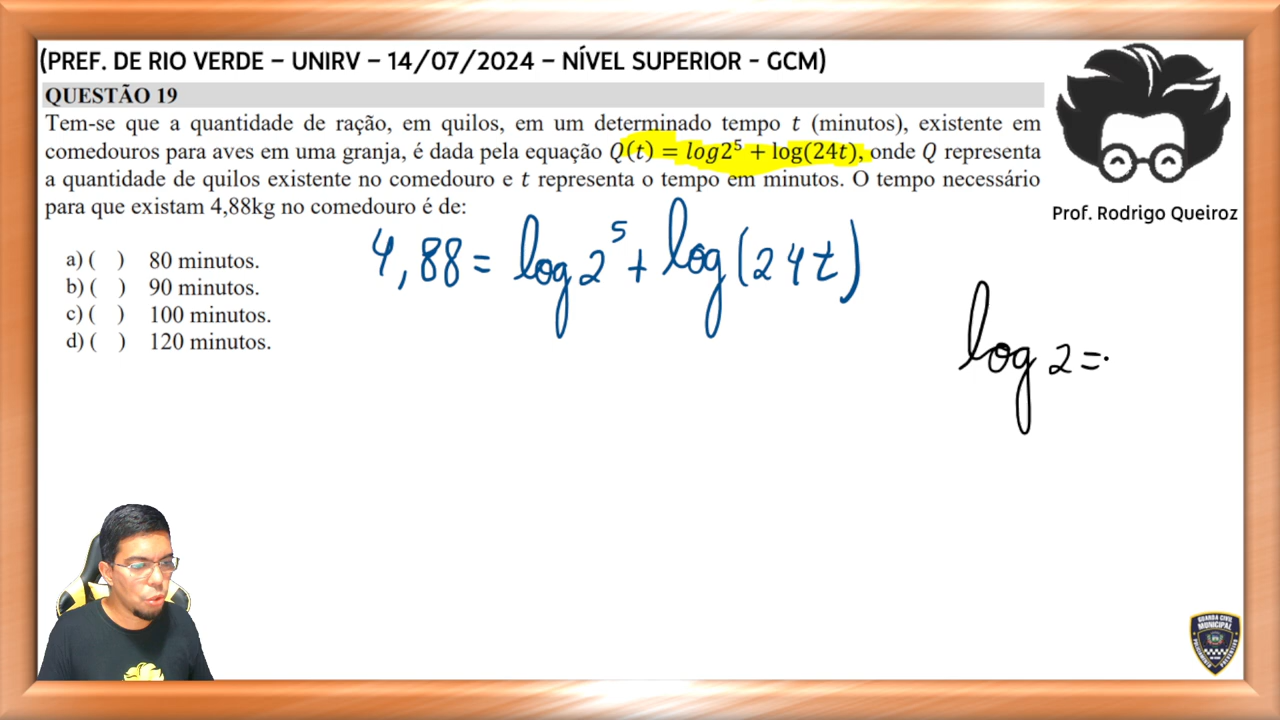 (PREF. DE RIO VERDE – UNIRV – 14/07/2024 – NÍVEL SUPERIOR - GCM)
QUESTÃO 19
Tem-se que a quantidade de ração, em quilos, em um determinado tempo t (minutos), existente em
comedouros para aves em uma granja, é dada pela equação Q(t) = log2⁵ + log(24t), onde Q representa
a quantidade de quilos existente no comedouro e t representa o tempo em minutos. O tempo necessário
para que existam 4,88kg no comedouro é de:
Prof. Rodrigo Queiroz
4,88 = log 2⁵ + log (24t)
a) ( ) 80 minutos.
b) ( ) 90 minutos.
c) ( ) 100 minutos.
d) ( ) 120 minutos.
log 2 =
GUARDA CIVIL
MUNICIPAL